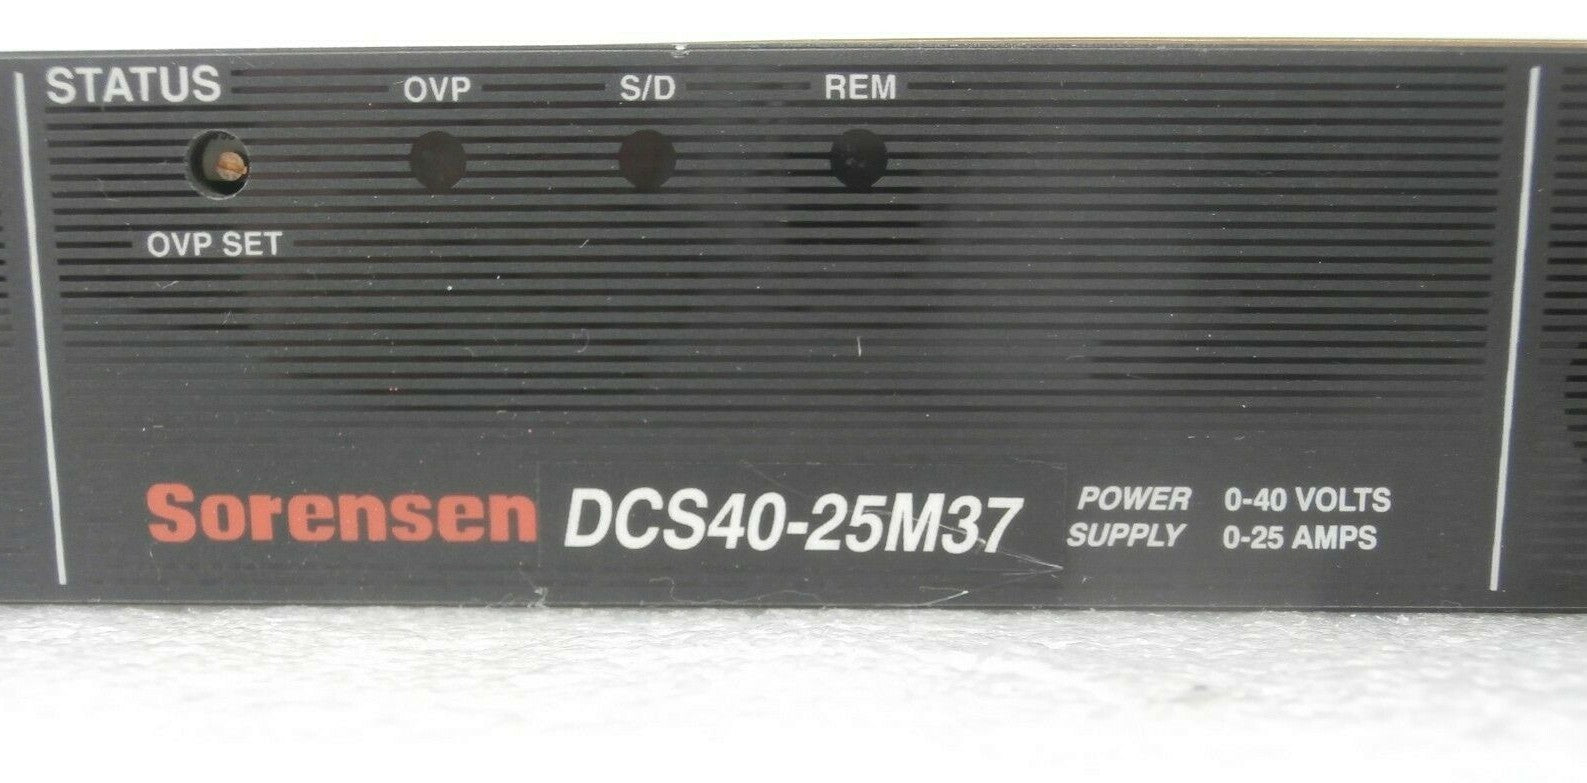 STATUS OVP S/D REM
OVP SET
Sorensen DCS40-25M37 POWER 0-40 VOLTS
SUPPLY 0-25 AMPS